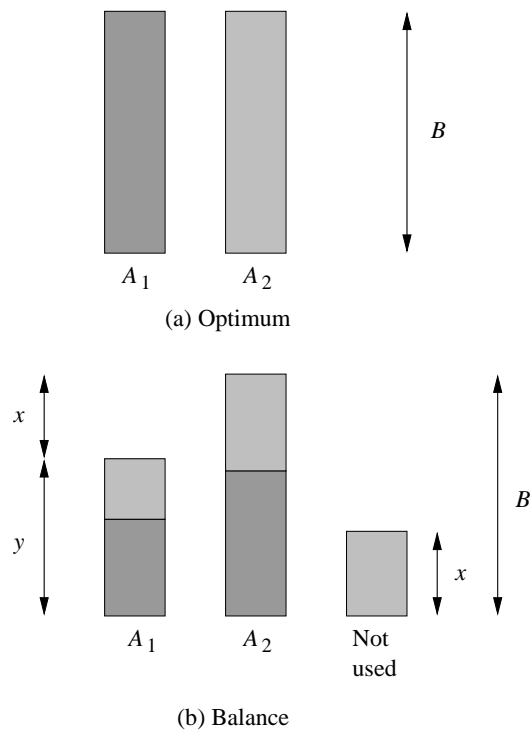 B
A1 A2
(a) Optimum
x
B
y
x
A1 A2 Not
used
(b) Balance